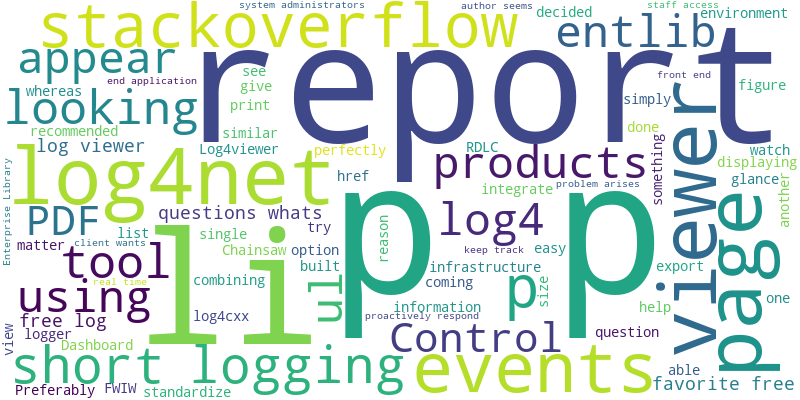 system administrators
author seems
staff access
stackoverflow
decided
environment
entlib
report
appear
end application
see
front end
whereas
give
simply
figure
looking
print
recommended
similar
done
log viewer
Log4viewer
perfectly
RDLC
something
viewer
watch
log4net
products
displaying
href
problem arises
glance
Enterprise Library
li
p p
integrate
another
PDF
questions whats
log4
page
list
single
try
reason
keep track
easy
matter
client wants
Chainsaw
option
tool
built
infrastructure
export
real time
combining
ul
coming
p
size
one
using
information
help
free log
log4cxx
proactively respond
logger
Control
question
view
Dashboard
short logging
events
able
Preferably
FWIW
standardize
favorite free